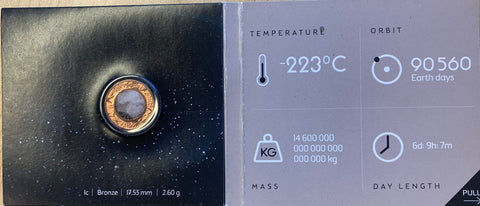 TEMPERATURE
ORBIT
-223°C
90 560
Earth days
KG
14 600 000
000 000 000
000 000 kg
6d: 9h: 7m
MASS
DAY LENGTH
PULL
1c | Bronze | 17.53 mm | 2.60 g